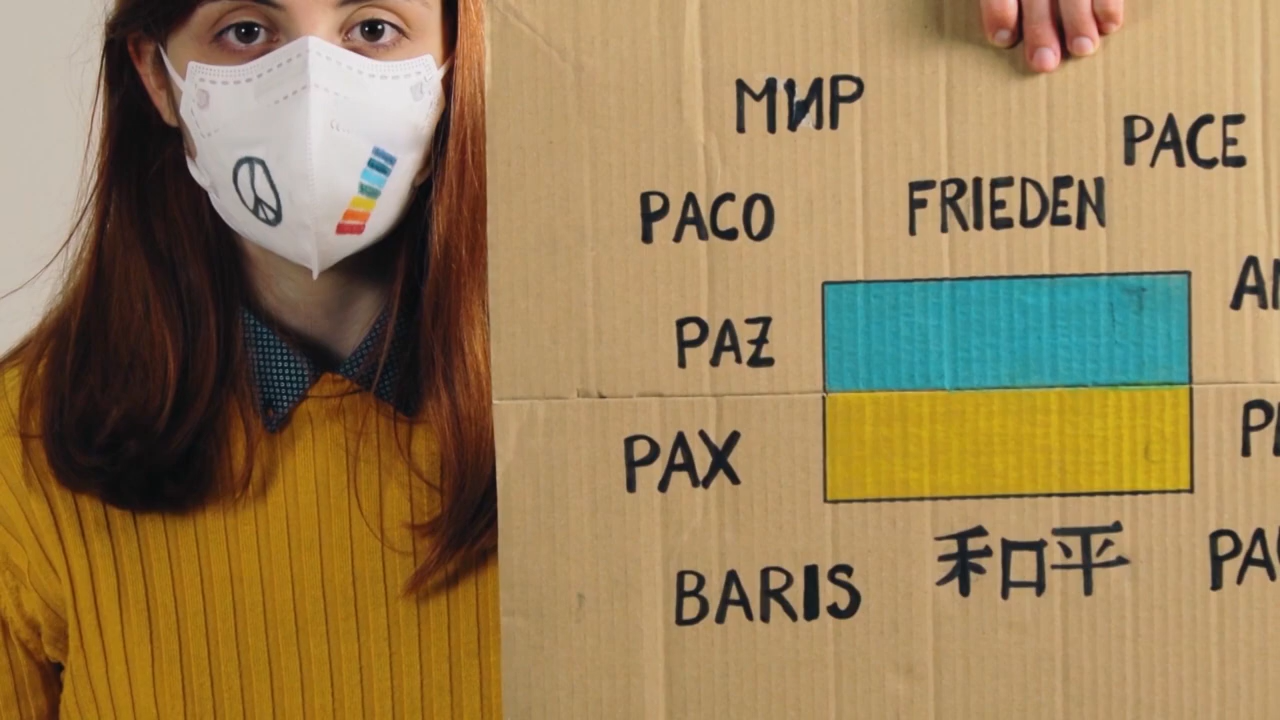 МИР
PACE
PACO
FRIEDEN
PAZ
PAX
和平
BARIS